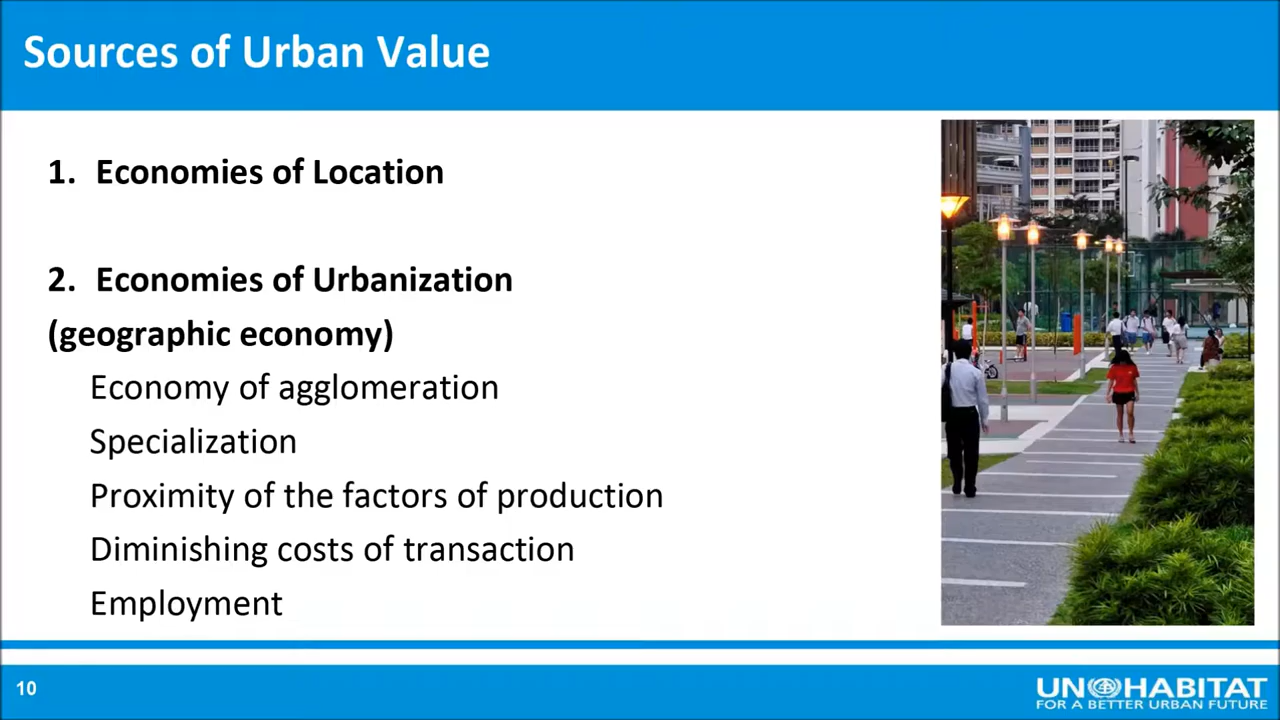 Sources of Urban Value
1. Economies of Location
2. Economies of Urbanization
(geographic economy)
Economy of agglomeration
Specialization
Proximity of the factors of production
Diminishing costs of transaction
Employment
10
UN HABITAT
FOR A BETTER URBAN FUTURE